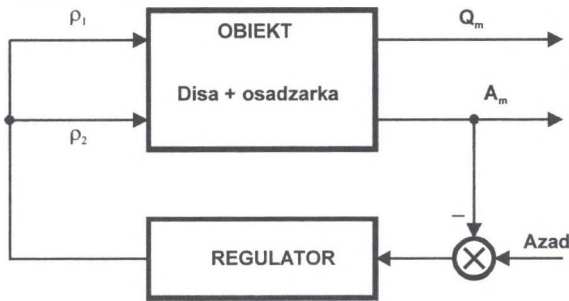 ρ₁
OBIEKT
Qₘ
Disa + osadzarka
Aₘ
ρ₂
–
Azad
REGULATOR